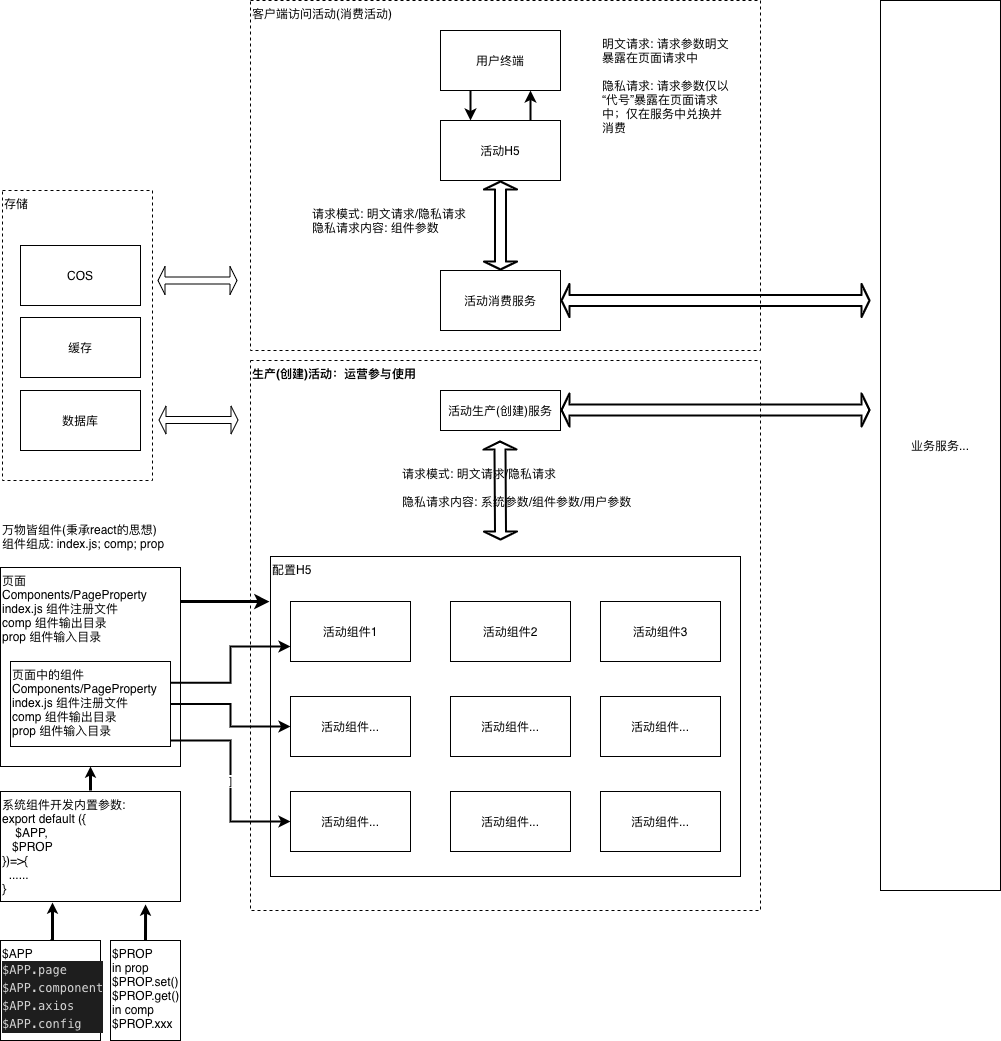 客户端访问活动(消费活动)
用户终端
明文请求: 请求参数明文
暴露在页面请求中
隐私请求: 请求参数仅以
“代号”暴露在页面请求
中；仅在服务中兑换并
消费
活动H5
请求模式: 明文请求/隐私请求
隐私请求内容: 组件参数
活动消费服务
存储
COS
缓存
数据库
生产(创建)活动：运营参与使用
活动生产(创建)服务
请求模式: 明文请求/隐私请求
隐私请求内容: 系统参数/组件参数/用户参数
业务服务...
万物皆组件(秉承react的思想)
组件组成: index.js; comp; prop
页面
Components/PageProperty
index.js 组件注册文件
comp 组件输出目录
prop 组件输入目录
页面中的组件
Components/PageProperty
index.js 组件注册文件
comp 组件输出目录
prop 组件输入目录
配置H5
活动组件1
活动组件2
活动组件3
活动组件...
活动组件...
活动组件...
]
活动组件...
活动组件...
活动组件...
系统组件开发内置参数:
export default ({
$APP,
$PROP
})=>{
......
}
$APP
$APP.page
$APP.component
$APP.axios
$APP.config
$PROP
in prop
$PROP.set()
$PROP.get()
in comp
$PROP.xxx